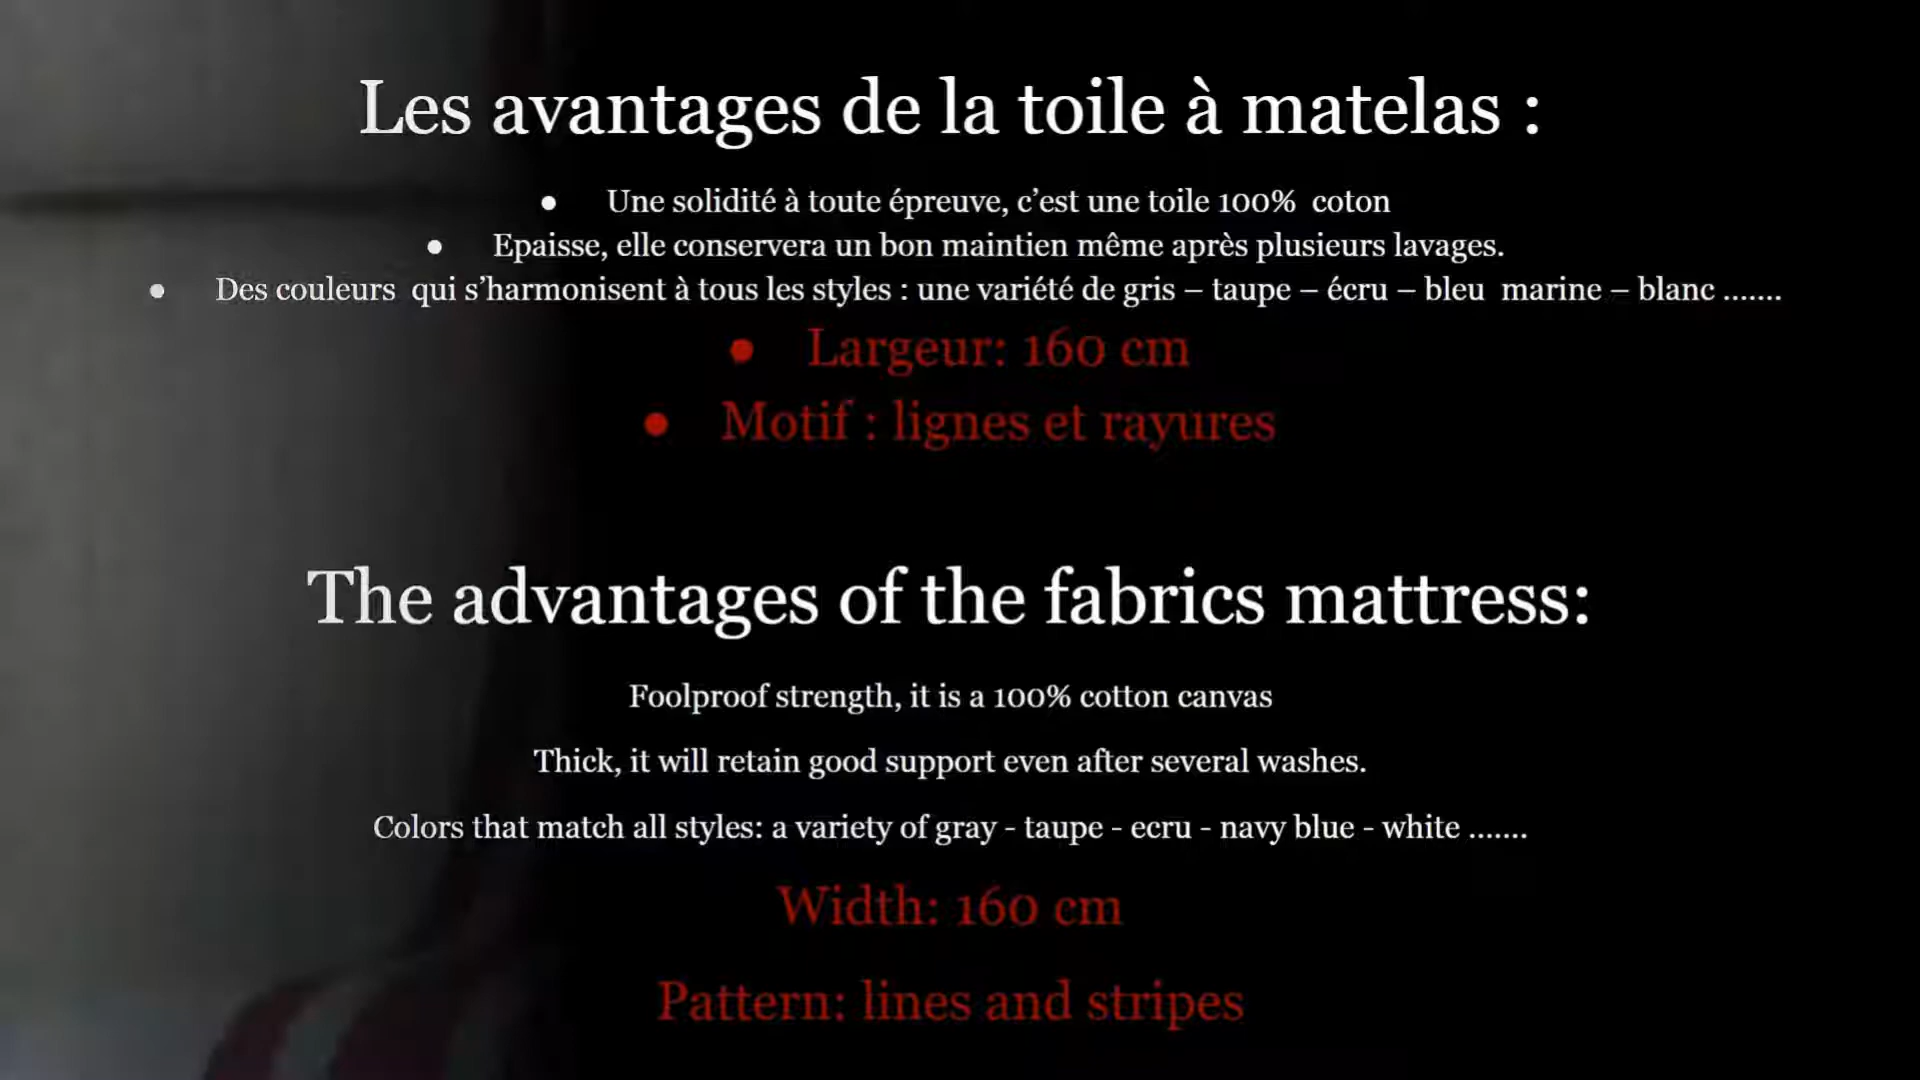 Les avantages de la toile à matelas :
● Une solidité à toute épreuve, c’est une toile 100% coton
● Epaisse, elle conservera un bon maintien même après plusieurs lavages.
● Des couleurs qui s’harmonisent à tous les styles : une variété de gris – taupe – écru – bleu marine – blanc .......
● Largeur: 160 cm
● Motif : lignes et rayures
The advantages of the fabrics mattress:
Foolproof strength, it is a 100% cotton canvas
Thick, it will retain good support even after several washes.
Colors that match all styles: a variety of gray - taupe - ecru - navy blue - white .......
Width: 160 cm
Pattern: lines and stripes